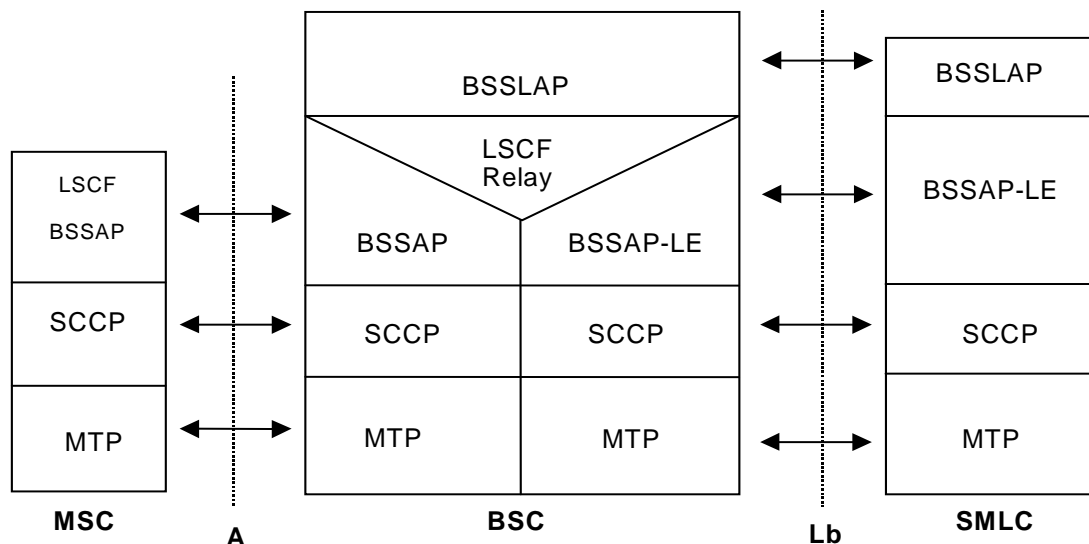 LSCF
BSSAP
SCCP
MTP
MSC
A
BSSLAP
LSCF
Relay
BSSAP
BSSAP-LE
SCCP
SCCP
MTP
MTP
BSC
Lb
BSSLAP
BSSAP-LE
SCCP
MTP
SMLC